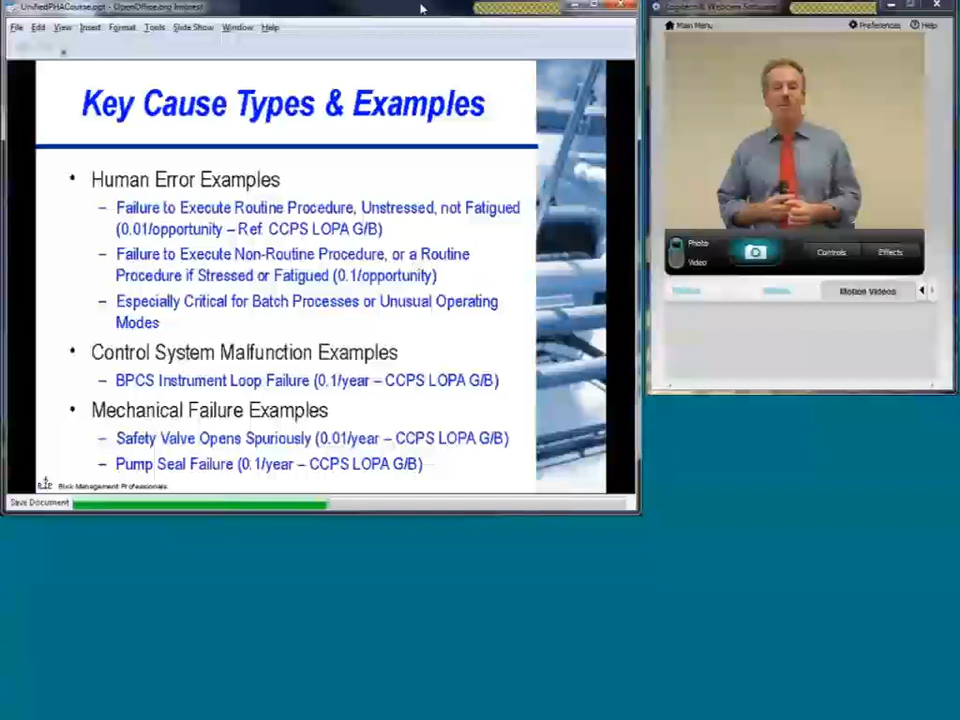 UnifiedPHACourse.ppt - OpenOffice.org Impress
File Edit View Insert Format Tools Slide Show Window Help
Key Cause Types & Examples
• Human Error Examples
– Failure to Execute Routine Procedure, Unstressed, not Fatigued
(0.01/opportunity – Ref. CCPS LOPA G/B)
– Failure to Execute Non-Routine Procedure, or a Routine
Procedure if Stressed or Fatigued (0.1/opportunity)
– Especially Critical for Batch Processes or Unusual Operating
Modes
• Control System Malfunction Examples
– BPCS Instrument Loop Failure (0.1/year – CCPS LOPA G/B)
• Mechanical Failure Examples
– Safety Valve Opens Spuriously (0.01/year – CCPS LOPA G/B)
– Pump Seal Failure (0.1/year – CCPS LOPA G/B)
Risk Management Professionals
Save Document
Logitech Webcam Software
Main Menu
Preferences
Help
Photo
Video
Controls
Effects
Motion Videos